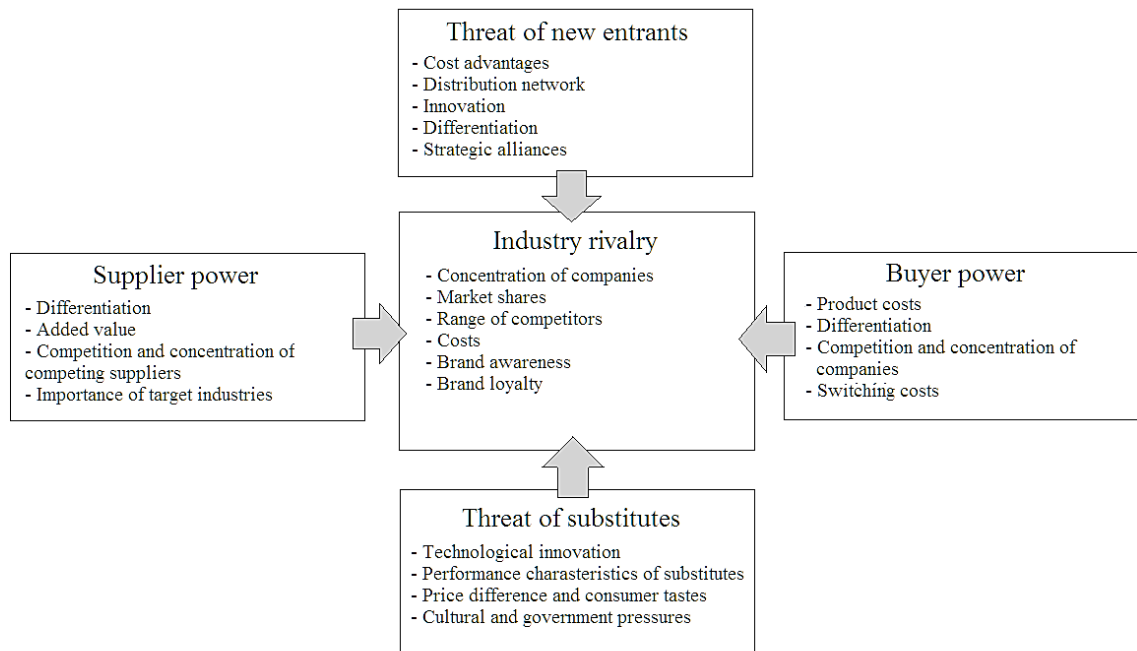 Threat of new entrants
- Cost advantages
- Distribution network
- Innovation
- Differentiation
- Strategic alliances
Industry rivalry
- Concentration of companies
- Market shares
- Range of competitors
- Costs
- Brand awareness
- Brand loyalty
Supplier power
- Differentiation
- Added value
- Competition and concentration of
competing suppliers
- Importance of target industries
Buyer power
- Product costs
- Differentiation
- Competition and concentration of
companies
- Switching costs
Threat of substitutes
- Technological innovation
- Performance charasteristics of substitutes
- Price difference and consumer tastes
- Cultural and government pressures